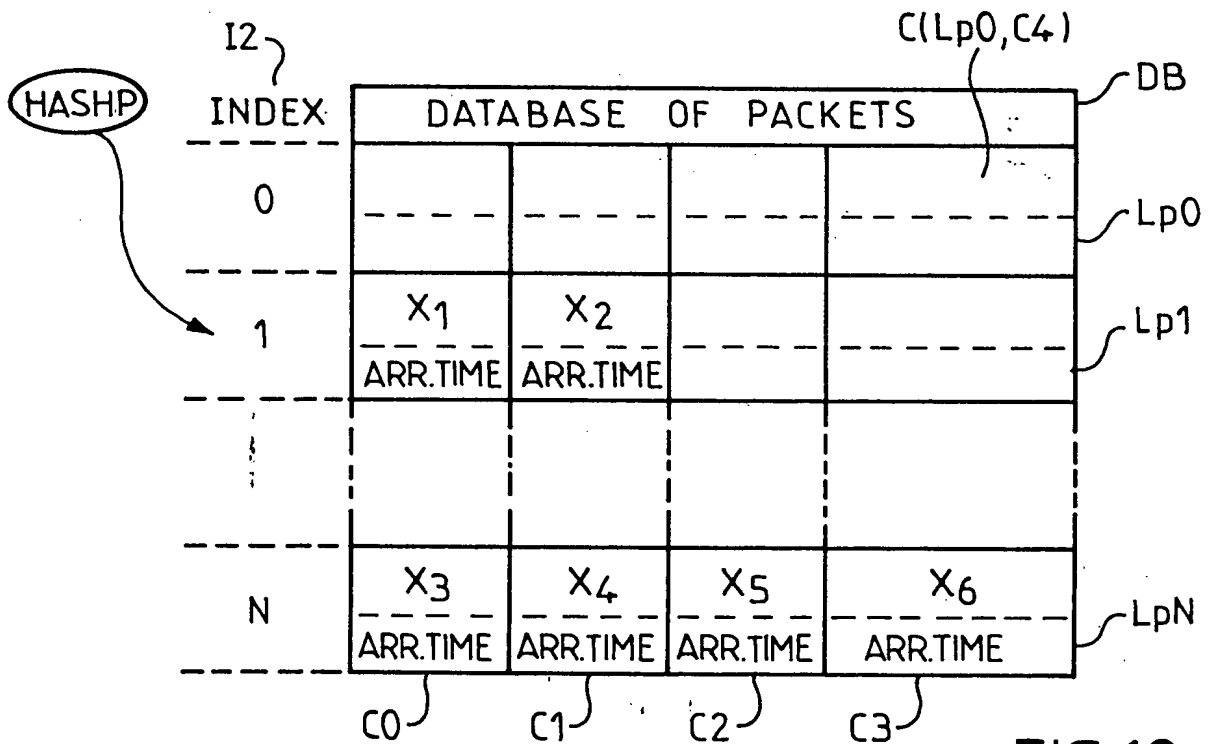 C(Lp0,C4)
I2
DB
HASHP
INDEX
DATABASE OF PACKETS
0
Lp0
X1
X2
1
Lp1
ARR.TIME ARR.TIME
X3
X4
X5
X6
N
LpN
ARR.TIME ARR.TIME ARR.TIME ARR.TIME
C0
C1
C2
C3